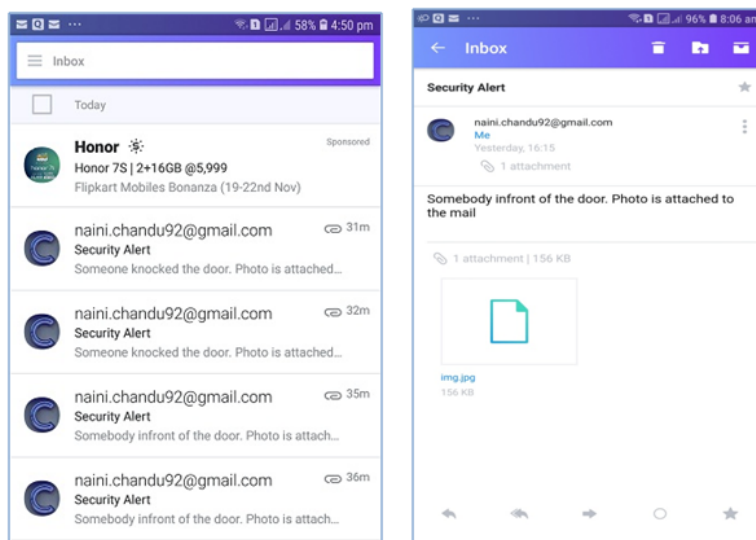 58% 4:50 pm
Inbox
Today
Honor
Sponsored
Honor 7S | 2+16GB @5,999
Flipkart Mobiles Bonanza (19-22nd Nov)
naini.chandu92@gmail.com 31m
Security Alert
Someone knocked the door. Photo is attached...
naini.chandu92@gmail.com 32m
Security Alert
Someone knocked the door. Photo is attached...
naini.chandu92@gmail.com 35m
Security Alert
Somebody infront of the door. Photo is attach...
naini.chandu92@gmail.com 36m
Security Alert
Somebody infront of the door. Photo is attach...
96% 8:06 am
Inbox
Security Alert
naini.chandu92@gmail.com
Me
Yesterday, 16:15
1 attachment
Somebody infront of the door. Photo is attached to
the mail
1 attachment | 156 KB
img.jpg
156 KB